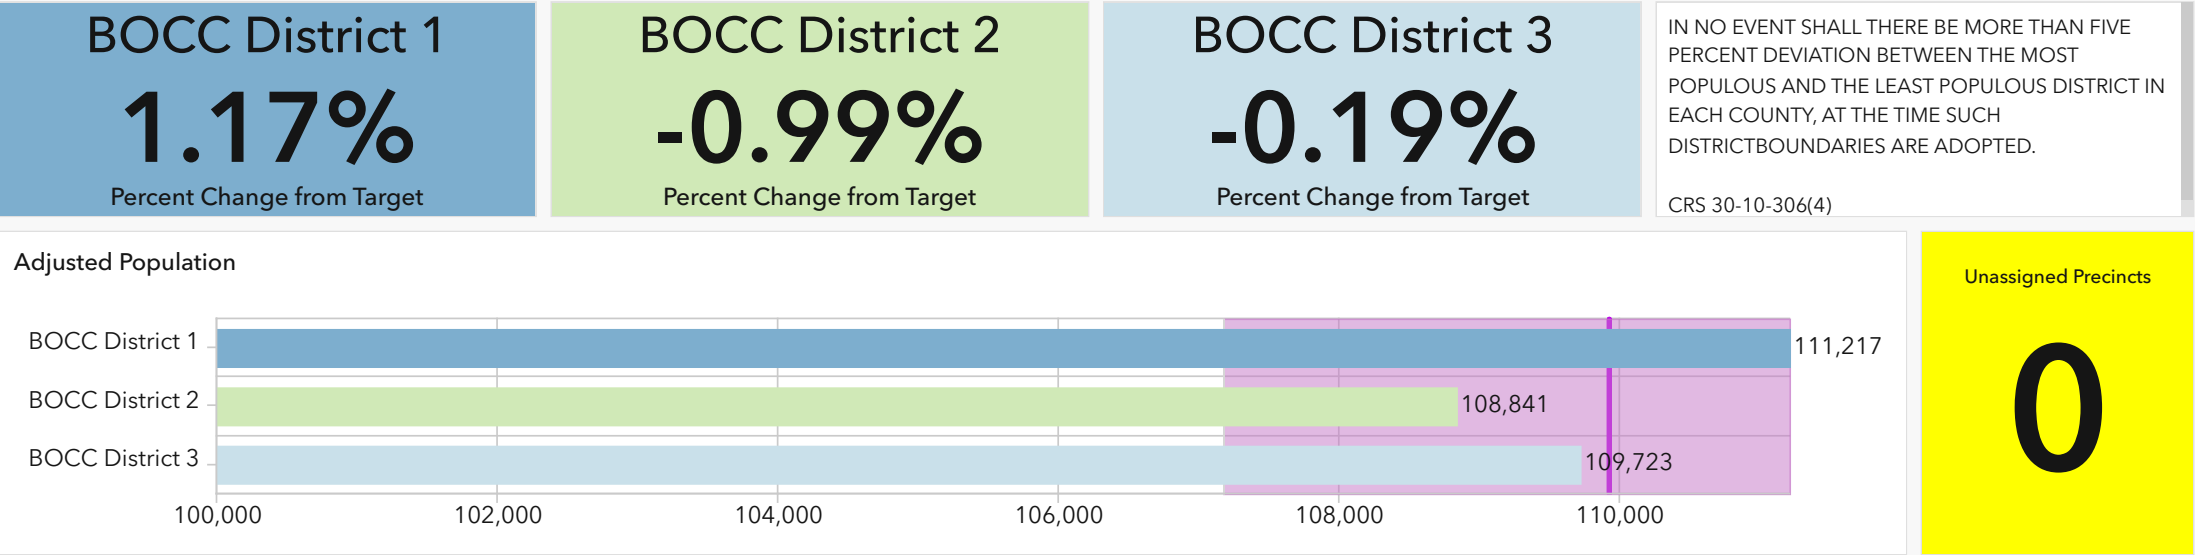 BOCC District 1
1.17%
Percent Change from Target
BOCC District 2
-0.99%
Percent Change from Target
BOCC District 3
-0.19%
Percent Change from Target
IN NO EVENT SHALL THERE BE MORE THAN FIVE
PERCENT DEVIATION BETWEEN THE MOST
POPULOUS AND THE LEAST POPULOUS DISTRICT IN
EACH COUNTY, AT THE TIME SUCH
DISTRICTBOUNDARIES ARE ADOPTED.
CRS 30-10-306(4)
Adjusted Population
BOCC District 1
111,217
BOCC District 2
108,841
BOCC District 3
109,723
100,000
102,000
104,000
106,000
108,000
110,000
Unassigned Precincts
0